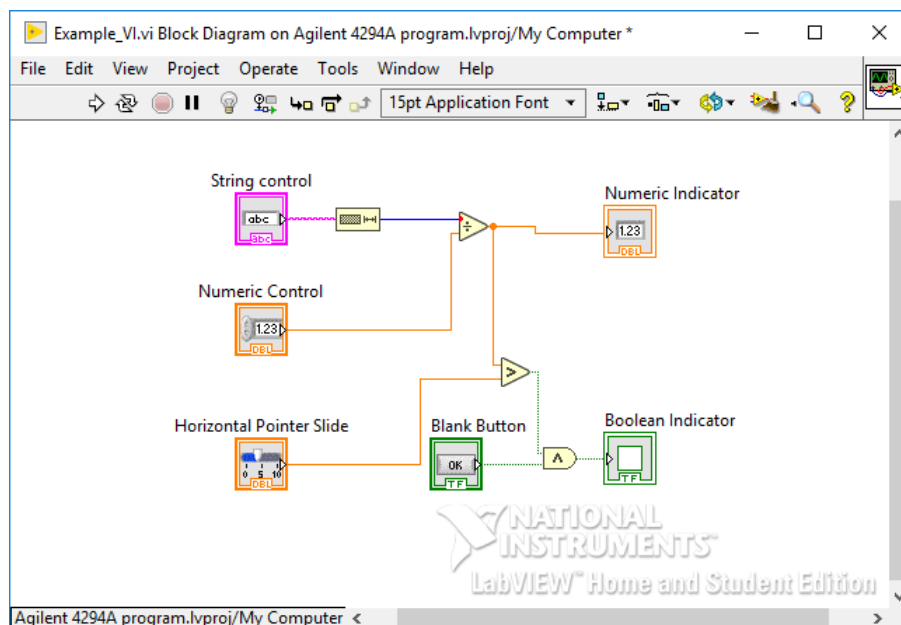 Example_VI.vi Block Diagram on Agilent 4294A program.lvproj/My Computer *
File Edit View Project Operate Tools Window Help
15pt Application Font
String control
abc
abc
Numeric Indicator
1.23
DBL
Numeric Control
1.23
DBL
Horizontal Pointer Slide
0 5 10
DBL
Blank Button
OK
TF
Boolean Indicator
TF
NATIONAL
INSTRUMENTS™
LabVIEW™ Home and Student Edition
Agilent 4294A program.lvproj/My Computer